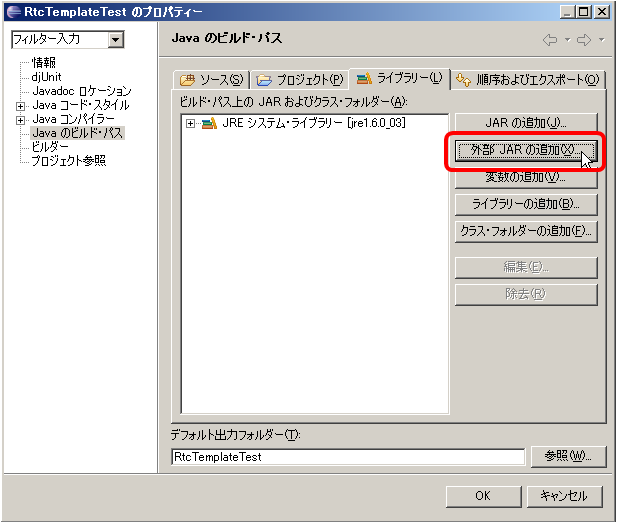 RtcTemplateTest のプロパティー
フィルター入力
Java のビルド・パス
情報
djUnit
Javadoc ロケーション
Java コード・スタイル
Java コンパイラー
Java のビルド・パス
ビルダー
プロジェクト参照
ソース(S)
プロジェクト(P)
ライブラリー(L)
順序およびエクスポート(O)
ビルド・パス上の JAR およびクラス・フォルダー(A):
JRE システム・ライブラリー [jre1.6.0_03]
JAR の追加(J)...
外部 JAR の追加(X)...
変数の追加(V)...
ライブラリーの追加(B)...
クラス・フォルダーの追加(F)...
編集(E)...
除去(R)
デフォルト出力フォルダー(T):
RtcTemplateTest
参照(W)...
OK
キャンセル